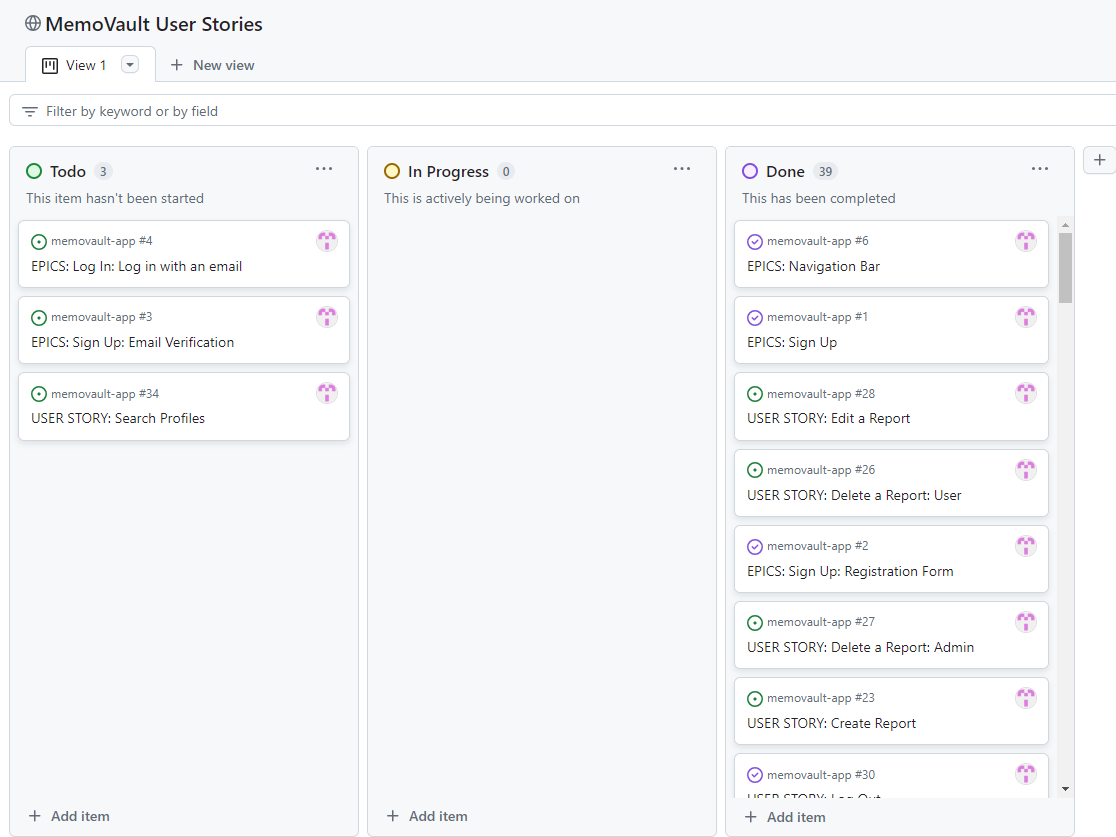 MemoVault User Stories
View 1
New view
Filter by keyword or by field
Todo 3
This item hasn't been started
memovault-app #4
EPICS: Log In: Log in with an email
memovault-app #3
EPICS: Sign Up: Email Verification
memovault-app #34
USER STORY: Search Profiles
Add item
In Progress 0
This is actively being worked on
Add item
Done 39
This has been completed
memovault-app #6
EPICS: Navigation Bar
memovault-app #1
EPICS: Sign Up
memovault-app #28
USER STORY: Edit a Report
memovault-app #26
USER STORY: Delete a Report: User
memovault-app #2
EPICS: Sign Up: Registration Form
memovault-app #27
USER STORY: Delete a Report: Admin
memovault-app #23
USER STORY: Create Report
memovault-app #30
USER STORY: Log Out
Add item